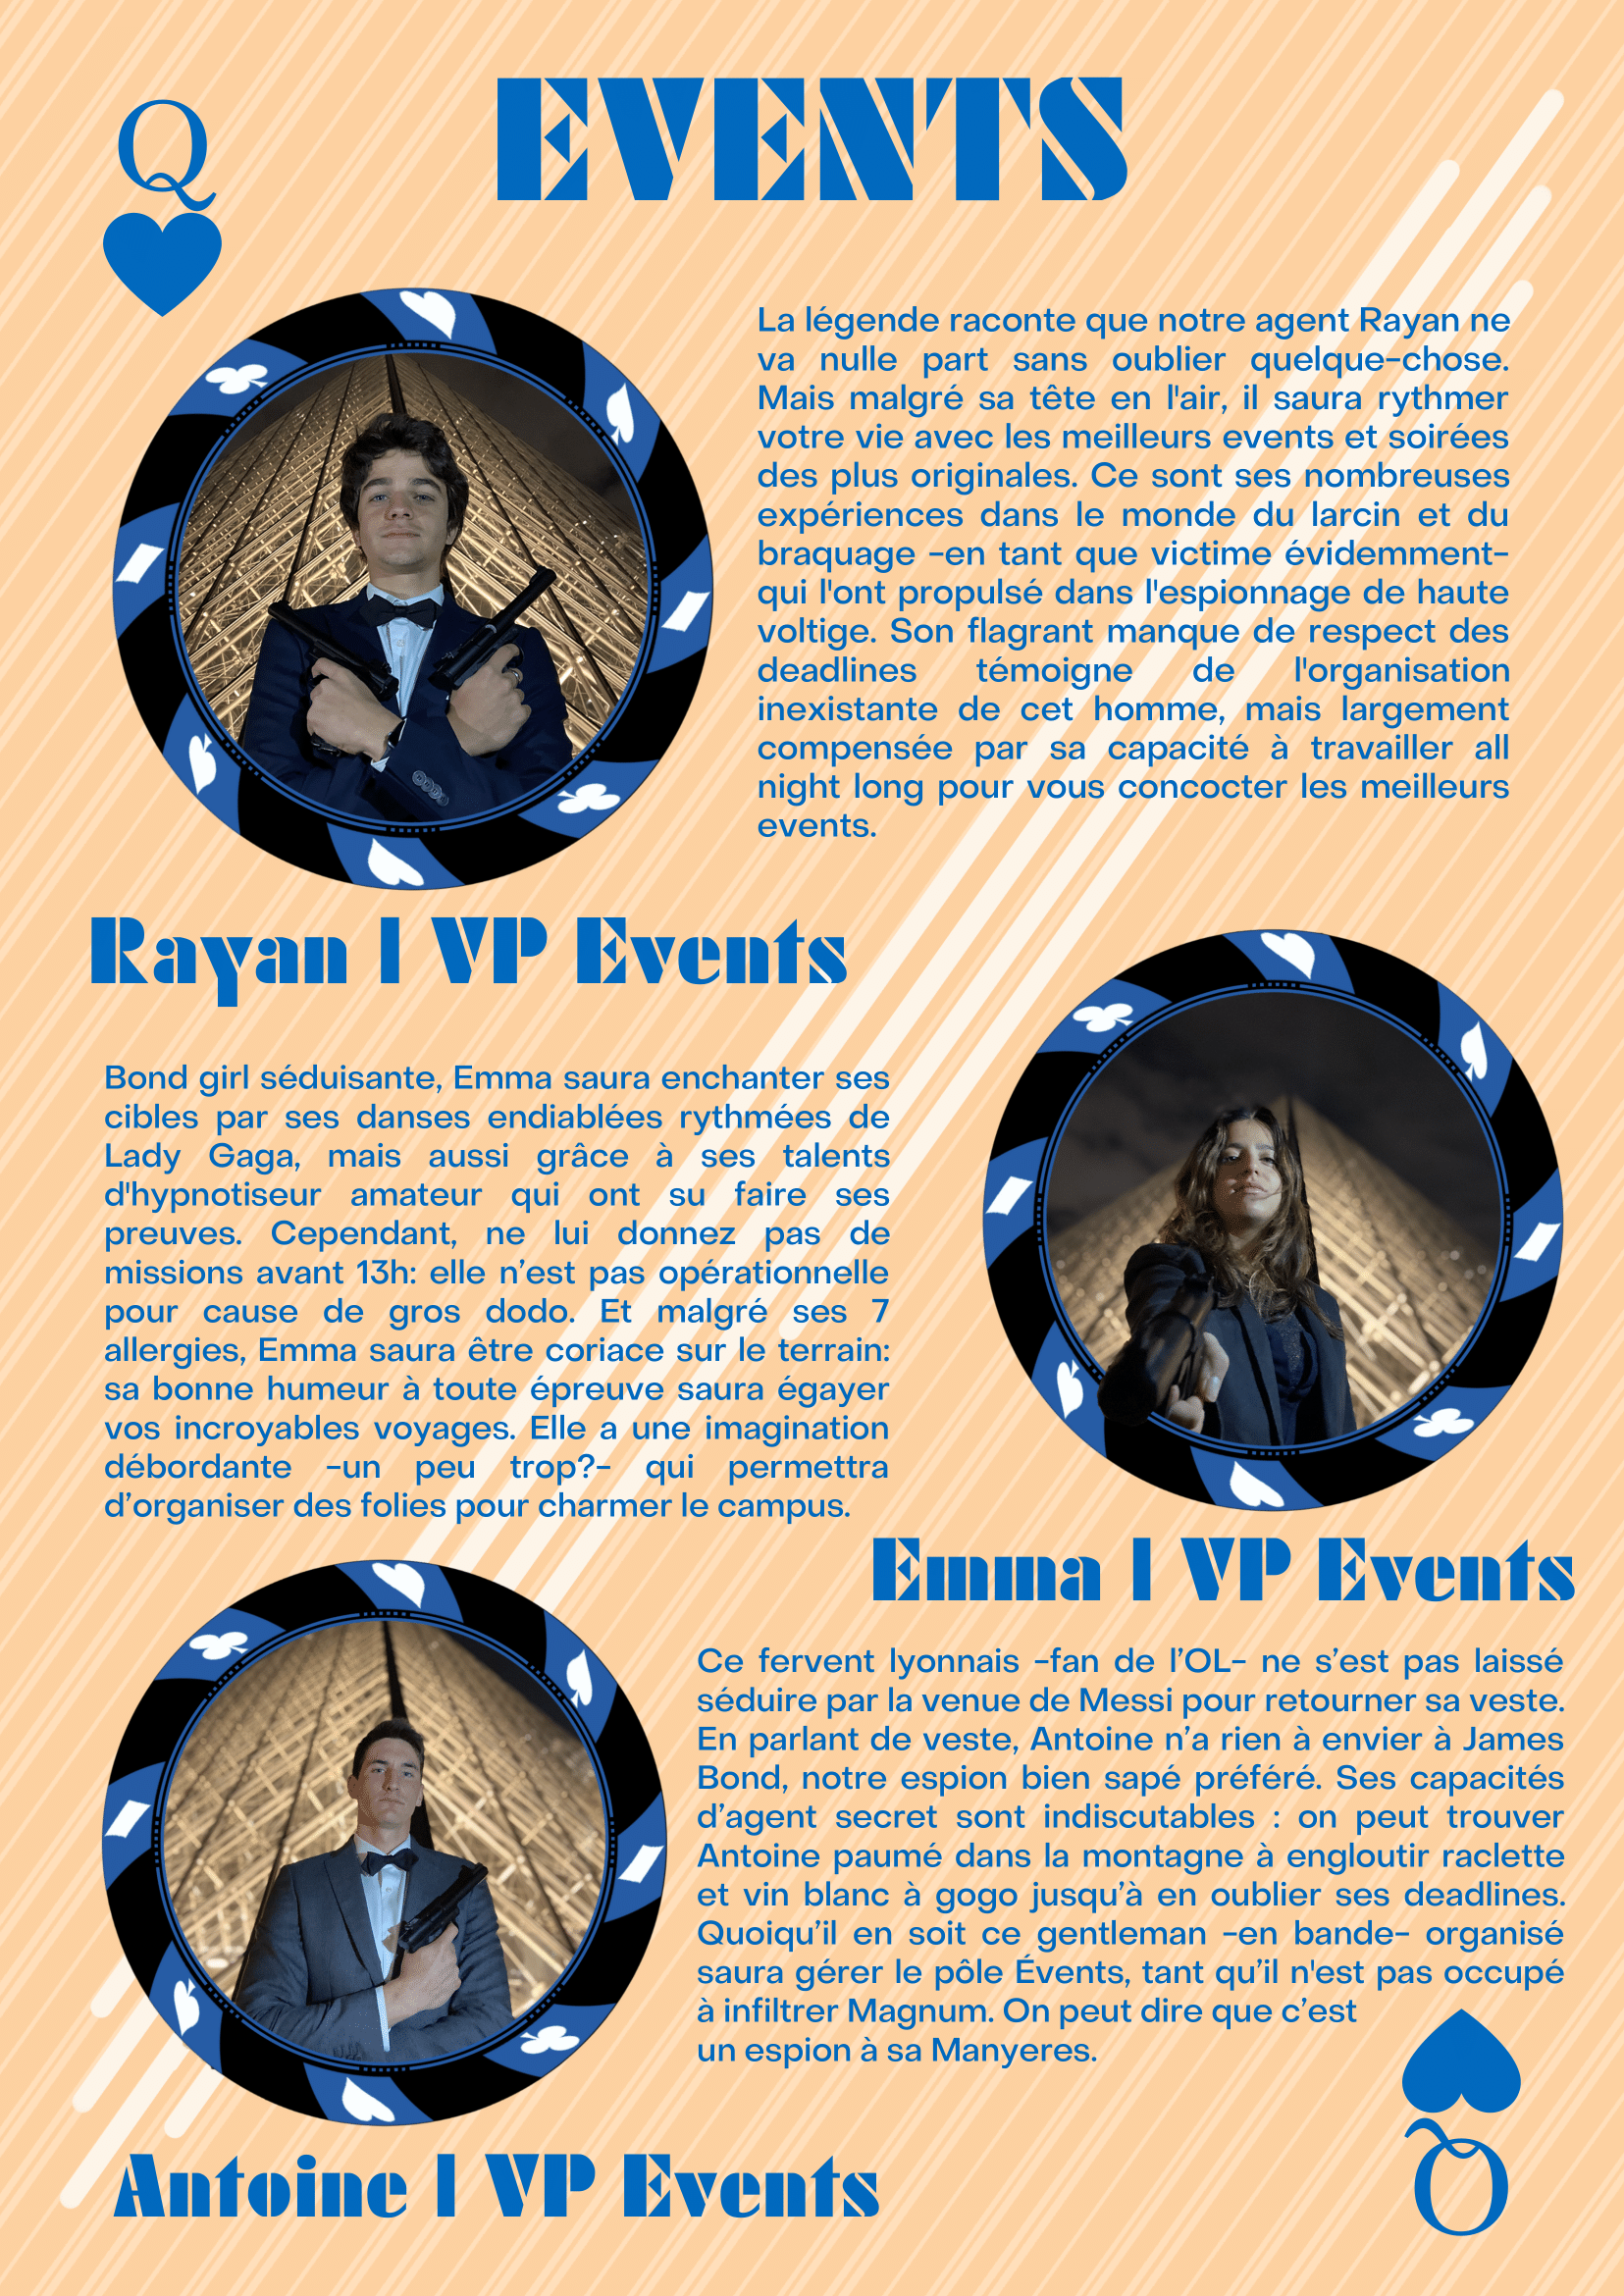 Q
EVENTS
La légende raconte que notre agent Rayan ne
va nulle part sans oublier quelque-chose.
Mais malgré sa tête en l'air, il saura rythmer
votre vie avec les meilleurs events et soirées
des plus originales. Ce sont ses nombreuses
expériences dans le monde du larcin et du
braquage -en tant que victime évidemment-
qui l'ont propulsé dans l'espionnage de haute
voltige. Son flagrant manque de respect des
deadlines témoigne de l'organisation
inexistante de cet homme, mais largement
compensée par sa capacité à travailler all
night long pour vous concocter les meilleurs
events.
Rayan | VP Events
Bond girl séduisante, Emma saura enchanter ses
cibles par ses danses endiablées rythmées de
Lady Gaga, mais aussi grâce à ses talents
d'hypnotiseur amateur qui ont su faire ses
preuves. Cependant, ne lui donnez pas de
missions avant 13h: elle n’est pas opérationnelle
pour cause de gros dodo. Et malgré ses 7
allergies, Emma saura être coriace sur le terrain:
sa bonne humeur à toute épreuve saura égayer
vos incroyables voyages. Elle a une imagination
débordante -un peu trop?- qui permettra
d’organiser des folies pour charmer le campus.
Emma | VP Events
Ce fervent lyonnais -fan de l’OL- ne s’est pas laissé
séduire par la venue de Messi pour retourner sa veste.
En parlant de veste, Antoine n’a rien à envier à James
Bond, notre espion bien sapé préféré. Ses capacités
d’agent secret sont indiscutables : on peut trouver
Antoine paumé dans la montagne à engloutir raclette
et vin blanc à gogo jusqu’à en oublier ses deadlines.
Quoiqu’il en soit ce gentleman -en bande- organisé
saura gérer le pôle Évents, tant qu’il n'est pas occupé
à infiltrer Magnum. On peut dire que c’est
un espion à sa Manyeres.
Antoine | VP Events
Q